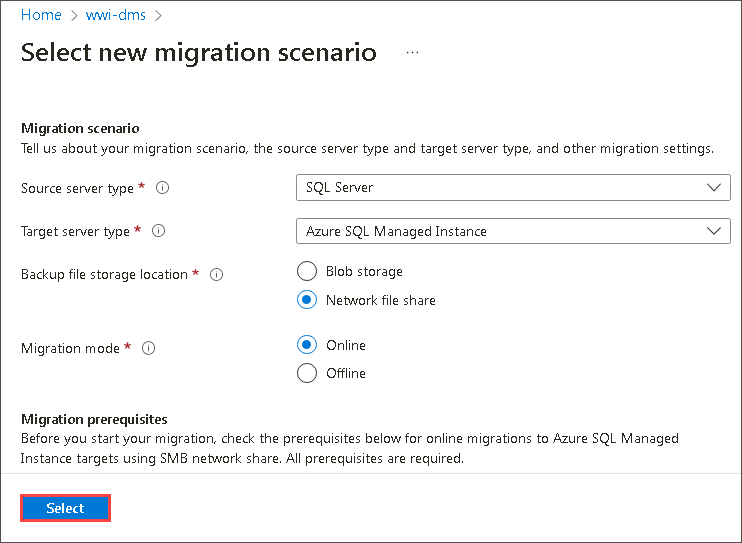 Home > wwi-dms >
Select new migration scenario ...
Migration scenario
Tell us about your migration scenario, the source server type and target server type, and other migration settings.
Source server type * SQL Server
Target server type * Azure SQL Managed Instance
Backup file storage location * Blob storage
Network file share
Migration mode * Online
Offline
Migration prerequisites
Before you start your migration, check the prerequisites below for online migrations to Azure SQL Managed
Instance targets using SMB network share. All prerequisites are required.
Select